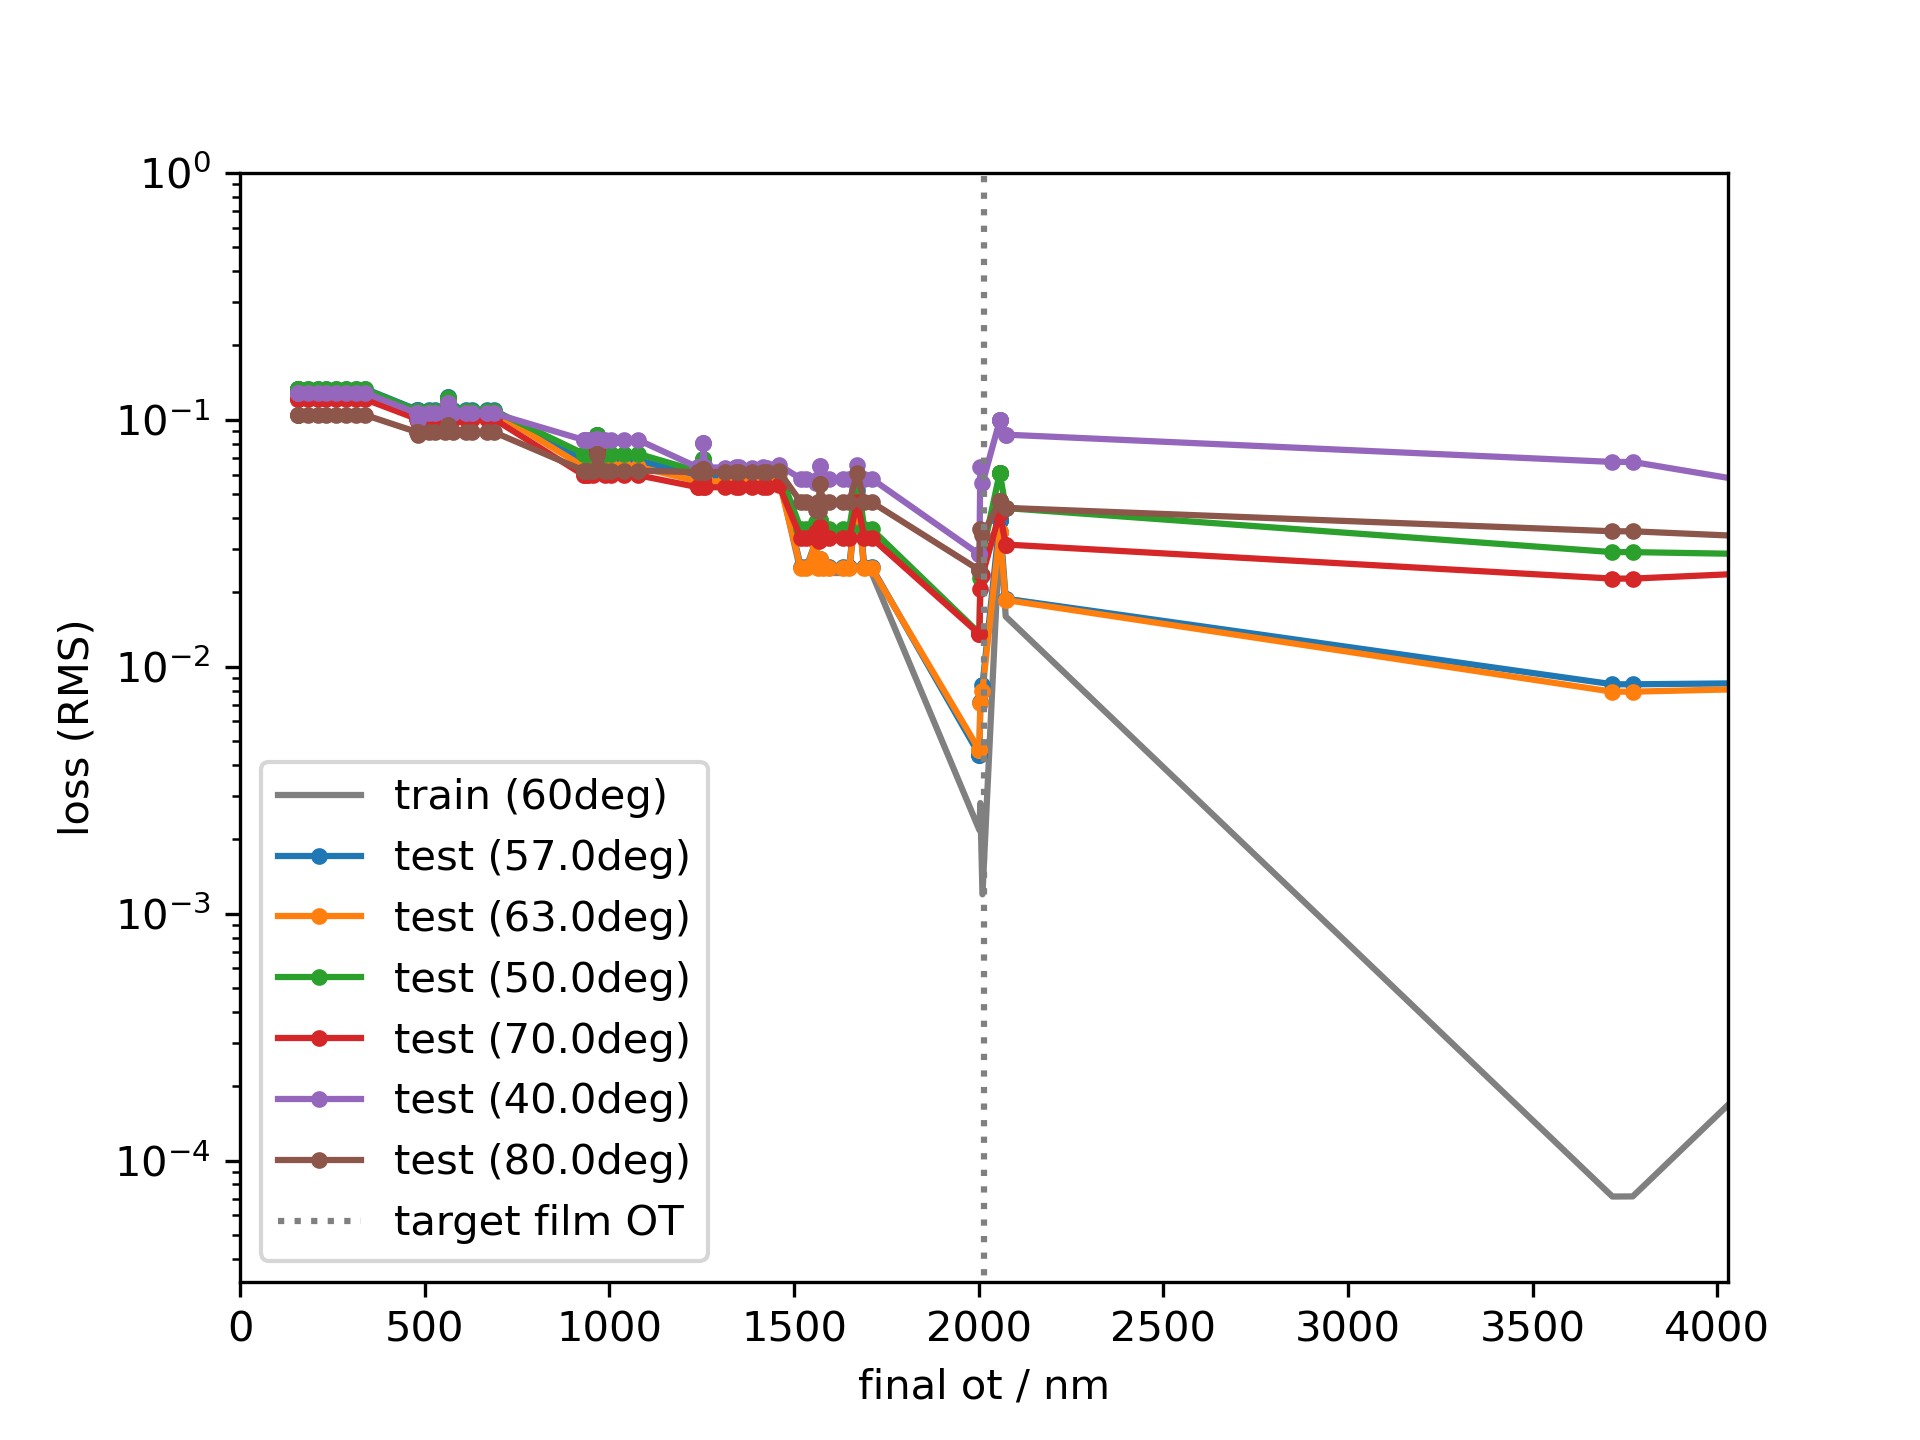 10⁰
10⁻¹
10⁻²
10⁻³
10⁻⁴
loss (RMS)
train (60deg)
test (57.0deg)
test (63.0deg)
test (50.0deg)
test (70.0deg)
test (40.0deg)
test (80.0deg)
target film OT
0 500 1000 1500 2000 2500 3000 3500 4000
final ot / nm